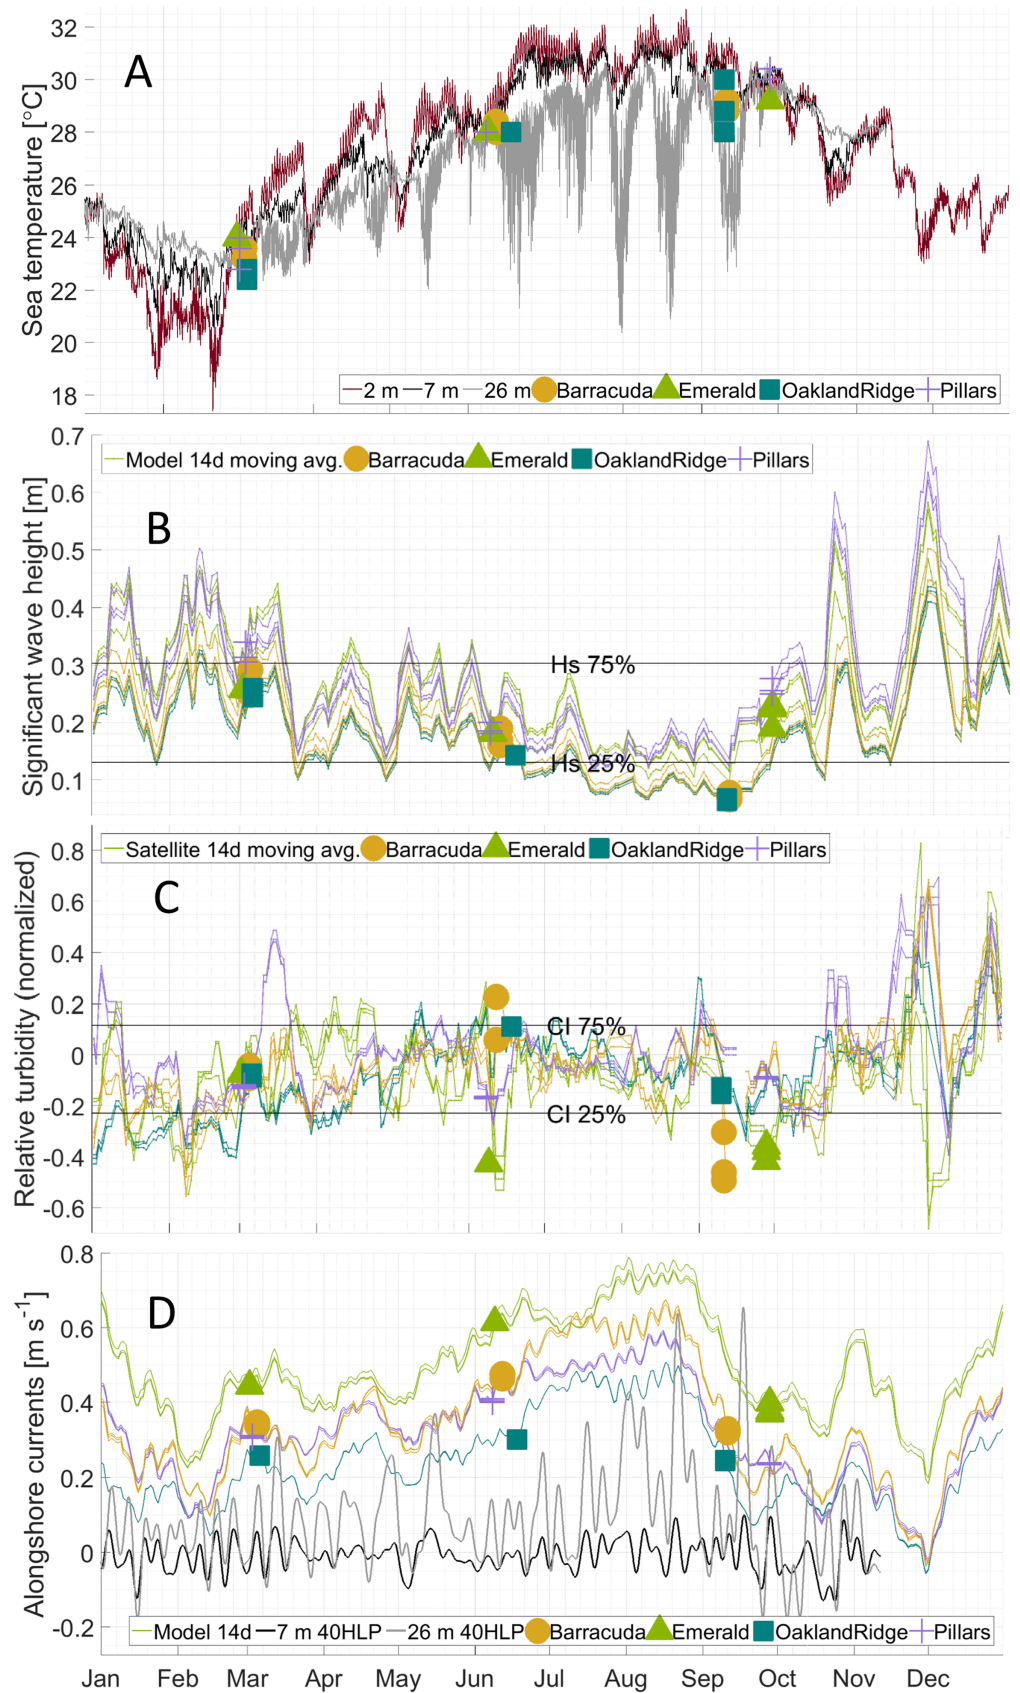 A
Sea temperature [°C]
32
30
28
26
24
22
20
18
2 m 7 m 26 m Barracuda Emerald OaklandRidge Pillars
B
Significant wave height [m]
0.7
0.6
0.5
0.4
0.3
0.2
0.1
Model 14d moving avg. Barracuda Emerald OaklandRidge Pillars
Hs 75%
Hs 25%
C
Relative turbidity (normalized)
0.8
0.6
0.4
0.2
0
-0.2
-0.4
-0.6
Satellite 14d moving avg. Barracuda Emerald OaklandRidge Pillars
CI 75%
CI 25%
D
Alongshore currents [m s-1]
0.8
0.6
0.4
0.2
0
-0.2
Model 14d 7 m 40HLP 26 m 40HLP Barracuda Emerald OaklandRidge Pillars
Jan Feb Mar Apr May Jun Jul Aug Sep Oct Nov Dec